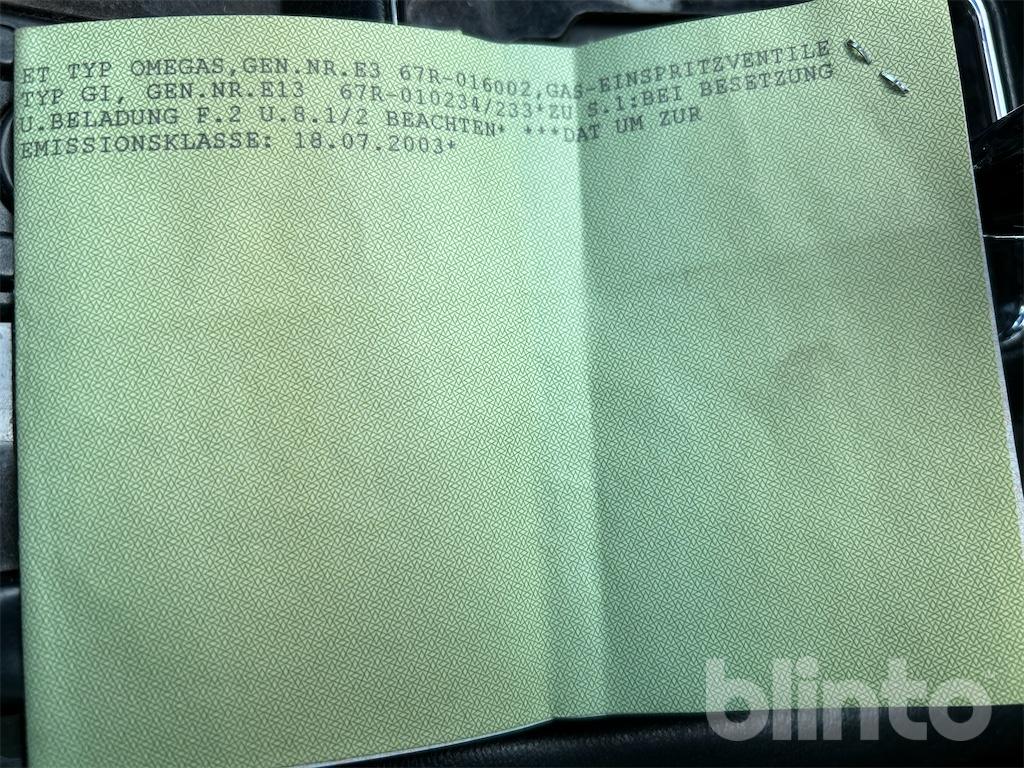 ET TYP OMEGAS,GEN.NR.E3 67R-016002,GAS-EINSPRITZVENTILE
TYP GI, GEN.NR.E13 67R-010234/233*ZU S.1:BEI BESETZUNG
U.BELADUNG F.2 U.8.1/2 BEACHTEN* ***DAT UM ZUR
EMISSIONSKLASSE: 18.07.2003*
blinto